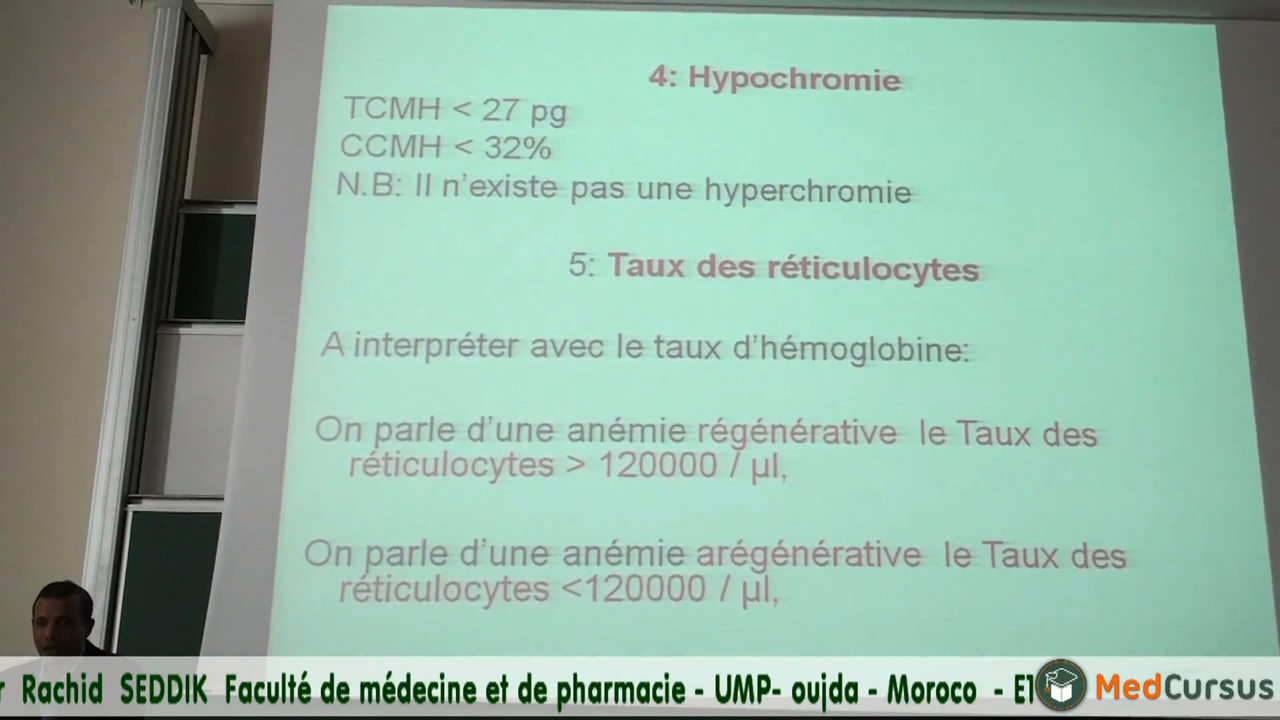 4: Hypochromie
TCMH < 27 pg
CCMH < 32%
N.B: Il n'existe pas une hyperchromie
5: Taux des réticulocytes
A interpréter avec le taux d'hémoglobine:
On parle d'une anémie régénérative le Taux des
réticulocytes > 120000 / µl,
On parle d'une anémie arégénérative le Taux des
réticulocytes <120000 / µl,
r Rachid SEDDIK Faculté de médecine et de pharmacie - UMP- oujda - Moroco - E1
MedCursus